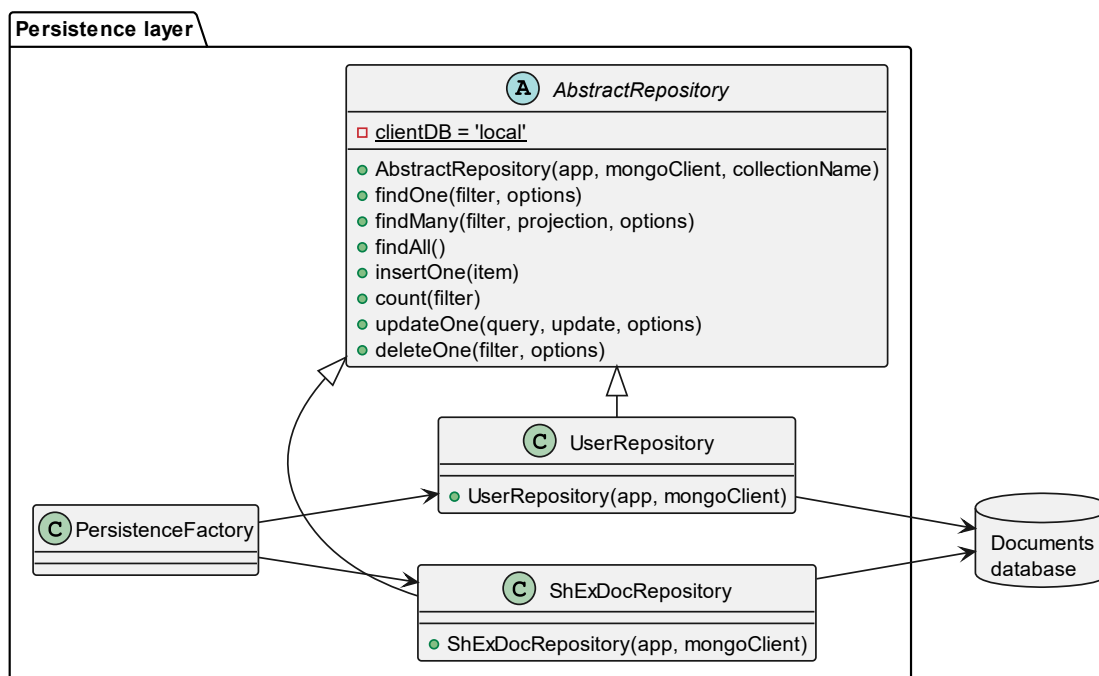 Persistence layer
A AbstractRepository
clientDB = 'local'
AbstractRepository(app, mongoClient, collectionName)
findOne(filter, options)
findMany(filter, projection, options)
findAll()
insertOne(item)
count(filter)
updateOne(query, update, options)
deleteOne(filter, options)
C UserRepository
UserRepository(app, mongoClient)
C PersistenceFactory
C ShExDocRepository
ShExDocRepository(app, mongoClient)
Documents
database